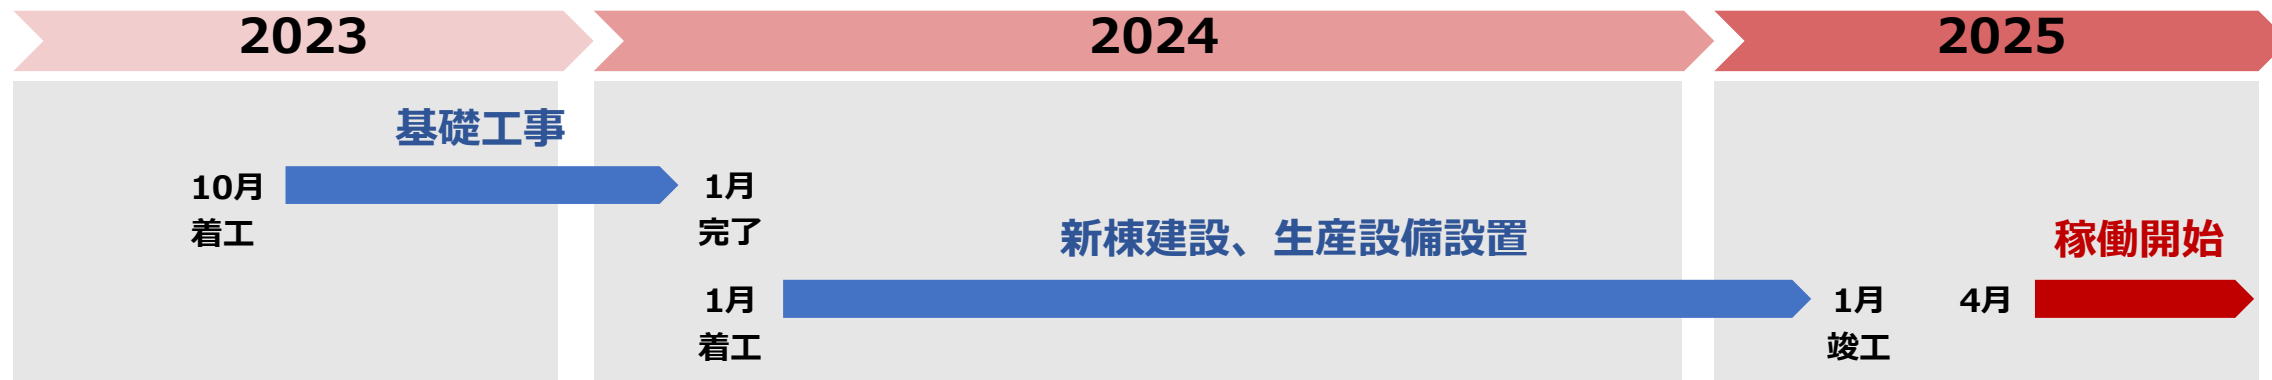 2023
2024
2025
基礎工事
10月
着工
1月
完了
新棟建設、生産設備設置
1月
着工
1月
竣工
稼働開始
4月